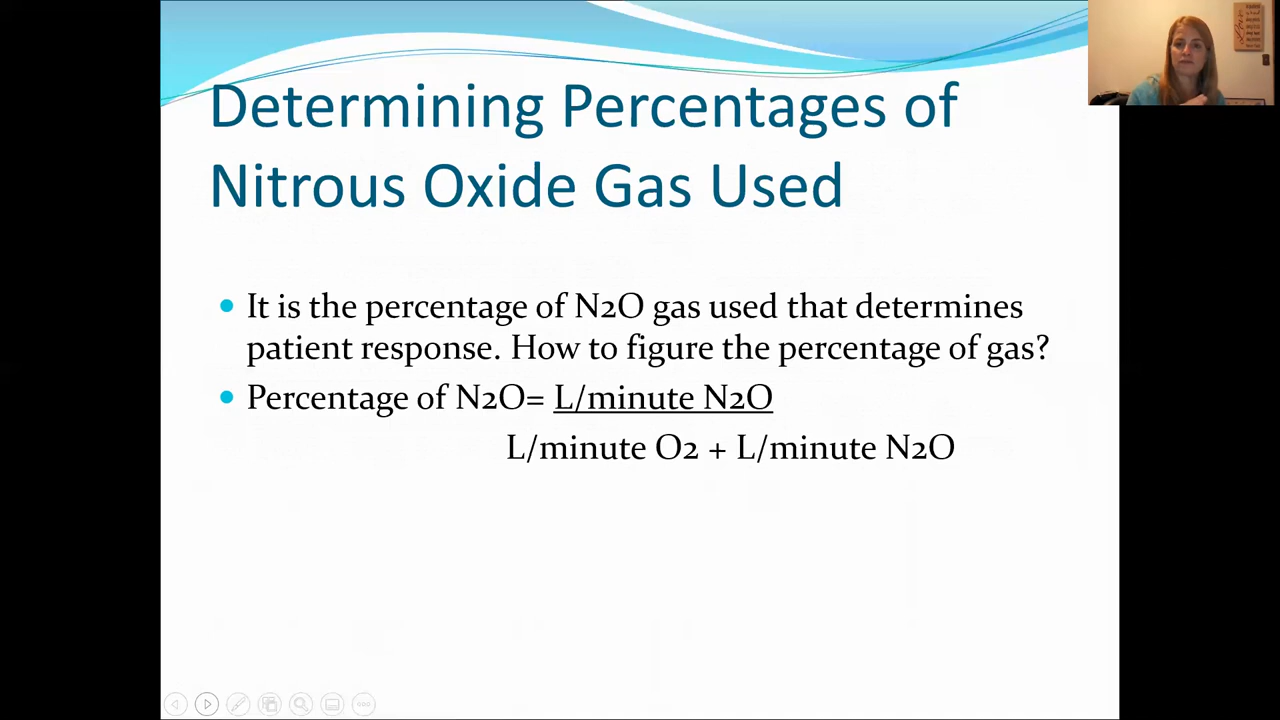 Determining Percentages of
Nitrous Oxide Gas Used
• It is the percentage of N2O gas used that determines
patient response. How to figure the percentage of gas?
• Percentage of N2O= L/minute N2O
L/minute O2 + L/minute N2O